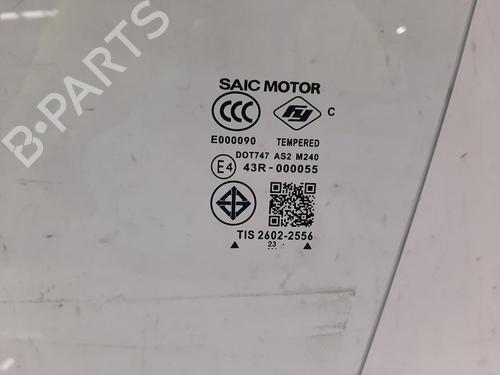 B-PARTS
SAIC MOTOR
CCC
FY C
E000090 TEMPERED
DOT747 AS2 M240
E4 43R-000055
TIS 2602-2556
23